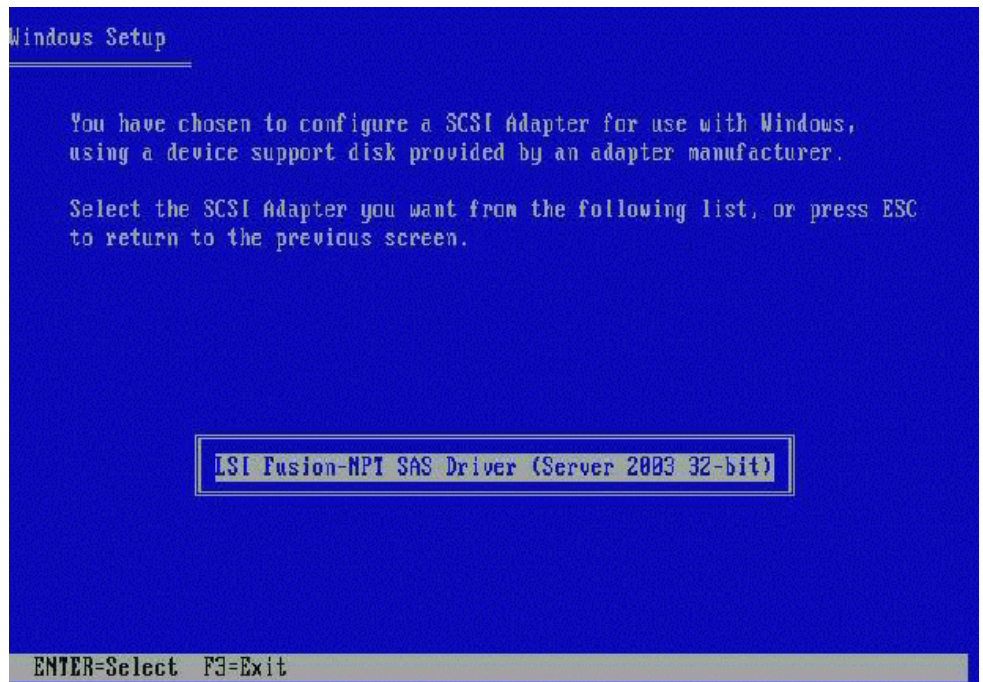 Windows Setup
You have chosen to configure a SCSI Adapter for use with Windows,
using a device support disk provided by an adapter manufacturer.
Select the SCSI Adapter you want from the following list, or press ESC
to return to the previous screen.
LSI Fusion-MPT SAS Driver (Server 2003 32-bit)
ENTER=Select F3=Exit